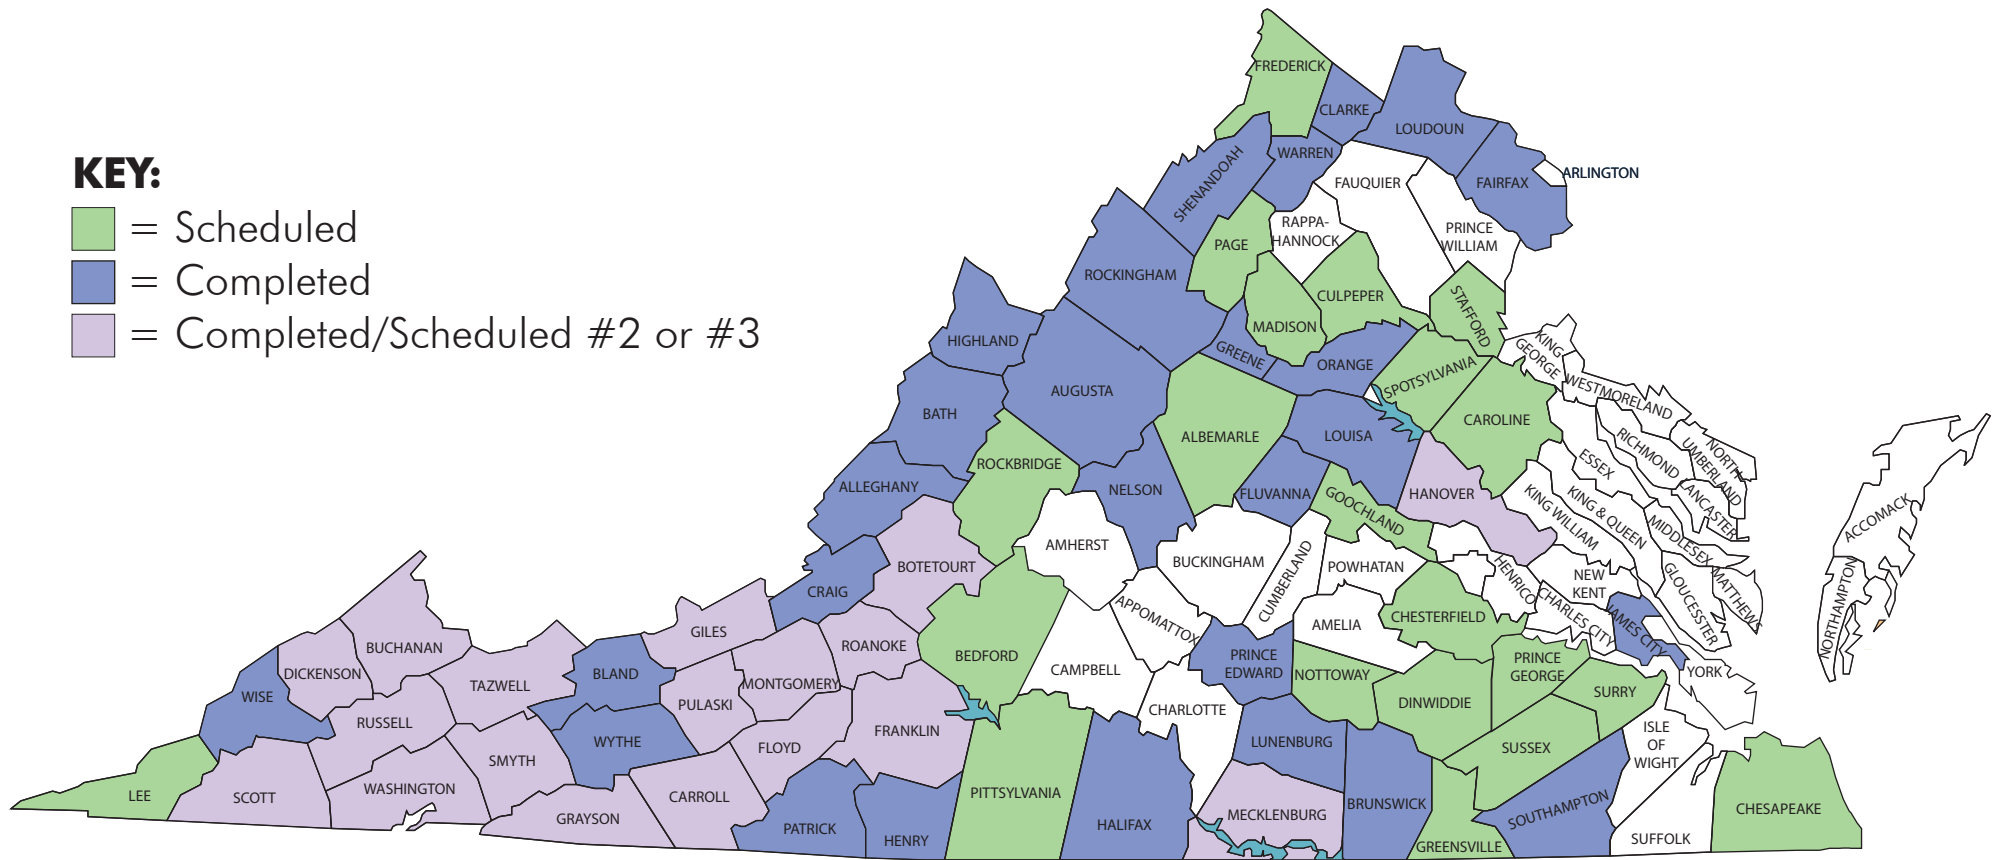 KEY:
= Scheduled
= Completed
= Completed/Scheduled #2 or #3
FREDERICK
CLARKE
LOUDOUN
WARREN
SHENANDOAH
FAUQUIER
FAIRFAX
ARLINGTON
PAGE
RAPPA-
HANNOCK
PRINCE
WILLIAM
ROCKINGHAM
CULPEPER
STAFFORD
MADISON
HIGHLAND
GREENE
ORANGE
KING
GEORGE
SPOTSYLVANIA
WESTMORELAND
AUGUSTA
BATH
CAROLINE
ALBEMARLE
LOUISA
RICHMOND
NORTH-
UMBERLAND
ROCKBRIDGE
ESSEX
ALLEGHANY
NELSON
FLUVANNA
GOOCHLAND
HANOVER
KING WILLIAM
KING & QUEEN
LANCASTER
ACCOMACK
MIDDLESEX
AMHERST
BUCKINGHAM
CUMBERLAND
POWHATAN
HENRICO
NEW
KENT
GLOUCESTER
MATTHEWS
NORTHAMPTON
BOTETOURT
CRAIG
APPOMATTOX
AMELIA
CHESTERFIELD
CHARLES CITY
JAMES CITY
YORK
GILES
ROANOKE
BUCHANAN
DICKENSON
BEDFORD
CAMPBELL
PRINCE
EDWARD
NOTTOWAY
PRINCE
GEORGE
WISE
TAZWELL
BLAND
MONTGOMERY
PULASKI
SURRY
DINWIDDIE
CHARLOTTE
RUSSELL
FRANKLIN
ISLE
OF
WIGHT
WYTHE
FLOYD
LUNENBURG
SUSSEX
SMYTH
LEE
SCOTT
WASHINGTON
CARROLL
GRAYSON
PITTSYLVANIA
BRUNSWICK
SOUTHAMPTON
CHESAPEAKE
MECKLENBURG
PATRICK
HENRY
HALIFAX
GREENSVILLE
SUFFOLK